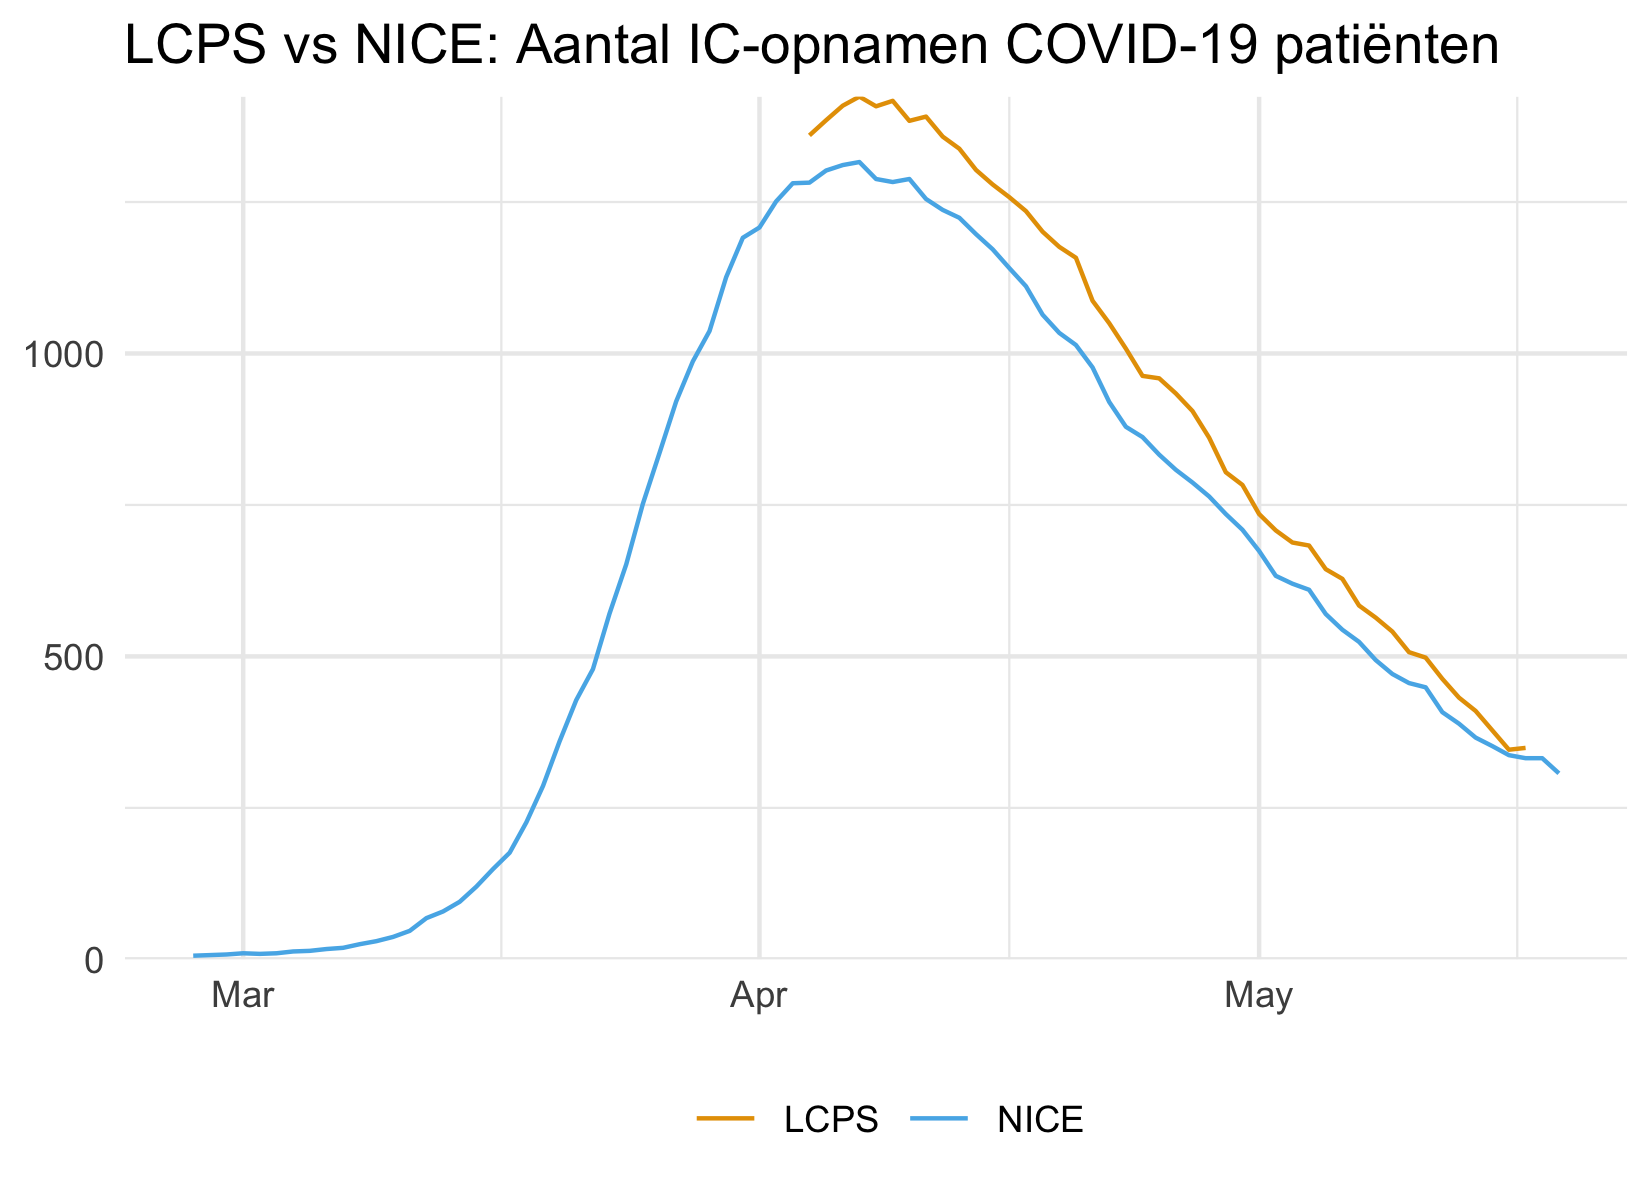 LCPS vs NICE: Aantal IC-opnamen COVID-19 patiënten
1000
500
0
Mar Apr May
LCPS NICE